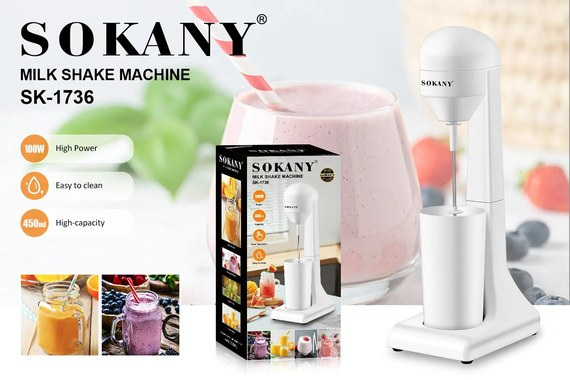 SOKANY®
MILK SHAKE MACHINE
SK-1736
100W High Power
Easy to clean
450ml High-capacity
SOKANY®
MILK SHAKE MACHINE
SK-1736
SOKANY